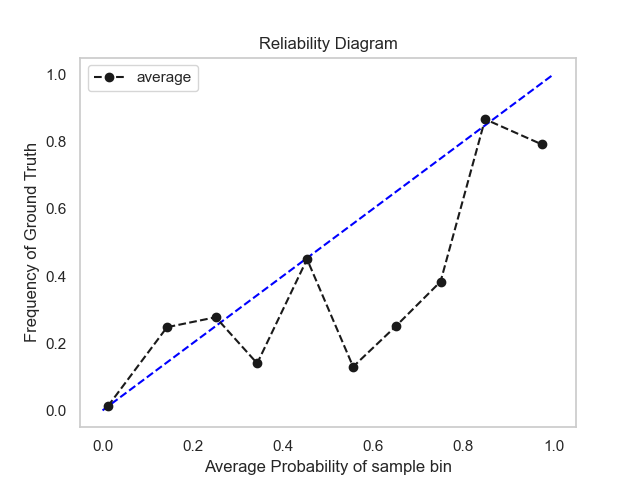 Reliability Diagram
average
Frequency of Ground Truth
1.0
0.8
0.6
0.4
0.2
0.0
0.0 0.2 0.4 0.6 0.8 1.0
Average Probability of sample bin